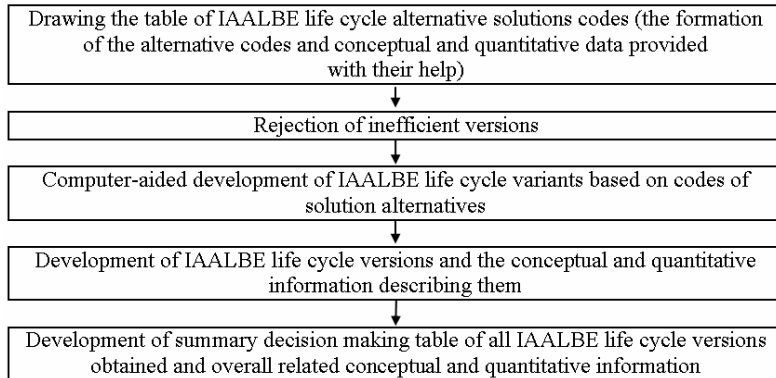 Drawing the table of IAALBE life cycle alternative solutions codes (the formation
of the alternative codes and conceptual and quantitative data provided
with their help)
Rejection of inefficient versions
Computer-aided development of IAALBE life cycle variants based on codes of
solution alternatives
Development of IAALBE life cycle versions and the conceptual and quantitative
information describing them
Development of summary decision making table of all IAALBE life cycle versions
obtained and overall related conceptual and quantitative information